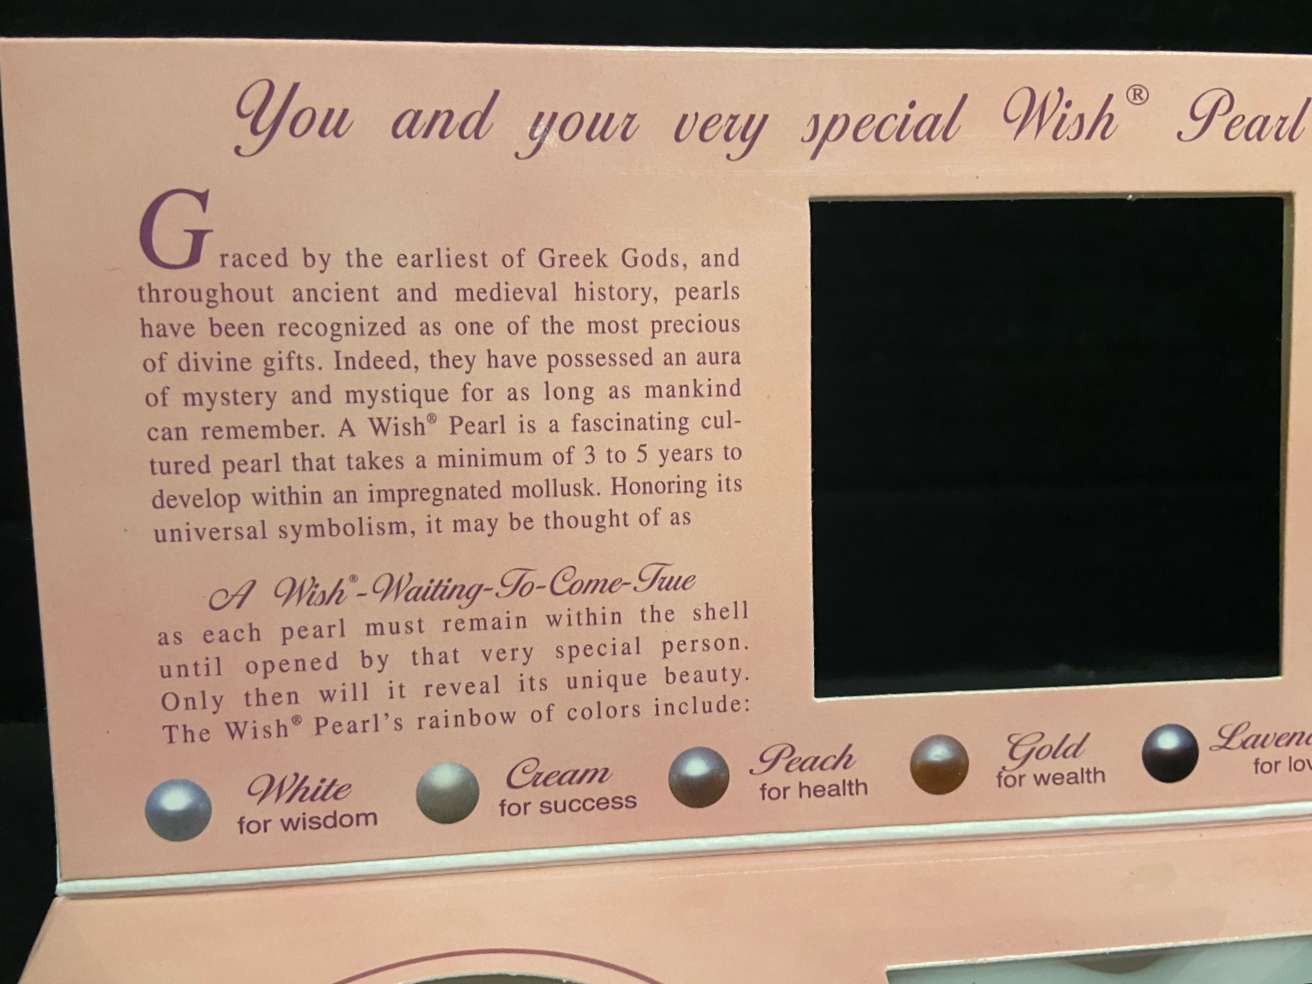 You and your very special Wish® Pearl
Graced by the earliest of Greek Gods, and
throughout ancient and medieval history, pearls
have been recognized as one of the most precious
of divine gifts. Indeed, they have possessed an aura
of mystery and mystique for as long as mankind
can remember. A Wish® Pearl is a fascinating cul-
tured pearl that takes a minimum of 3 to 5 years to
develop within an impregnated mollusk. Honoring its
universal symbolism, it may be thought of as
A Wish®-Waiting-To-Come-True
as each pearl must remain within the shell
until opened by that very special person.
Only then will it reveal its unique beauty.
The Wish® Pearl's rainbow of colors include:
White
for wisdom
Cream
for success
Peach
for health
Gold
for wealth
for